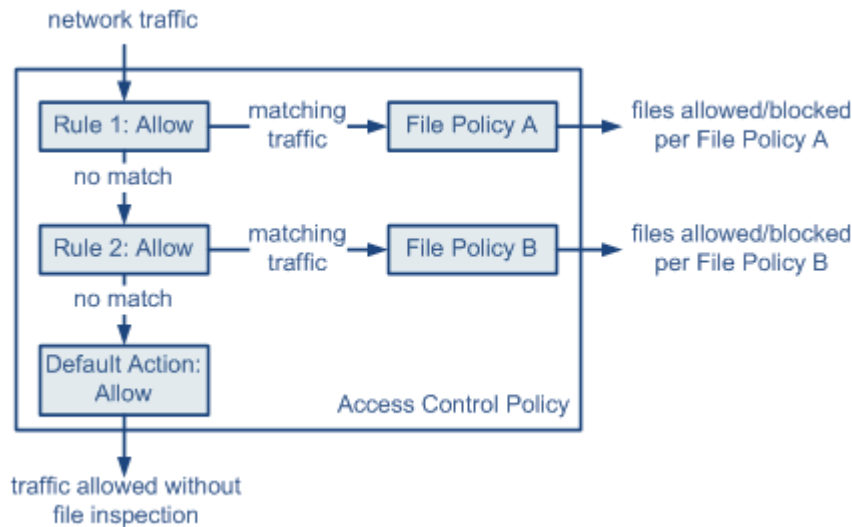 network traffic
Rule 1: Allow
matching
traffic
File Policy A
files allowed/blocked
per File Policy A
no match
Rule 2: Allow
matching
traffic
File Policy B
files allowed/blocked
per File Policy B
no match
Default Action:
Allow
Access Control Policy
traffic allowed without
file inspection